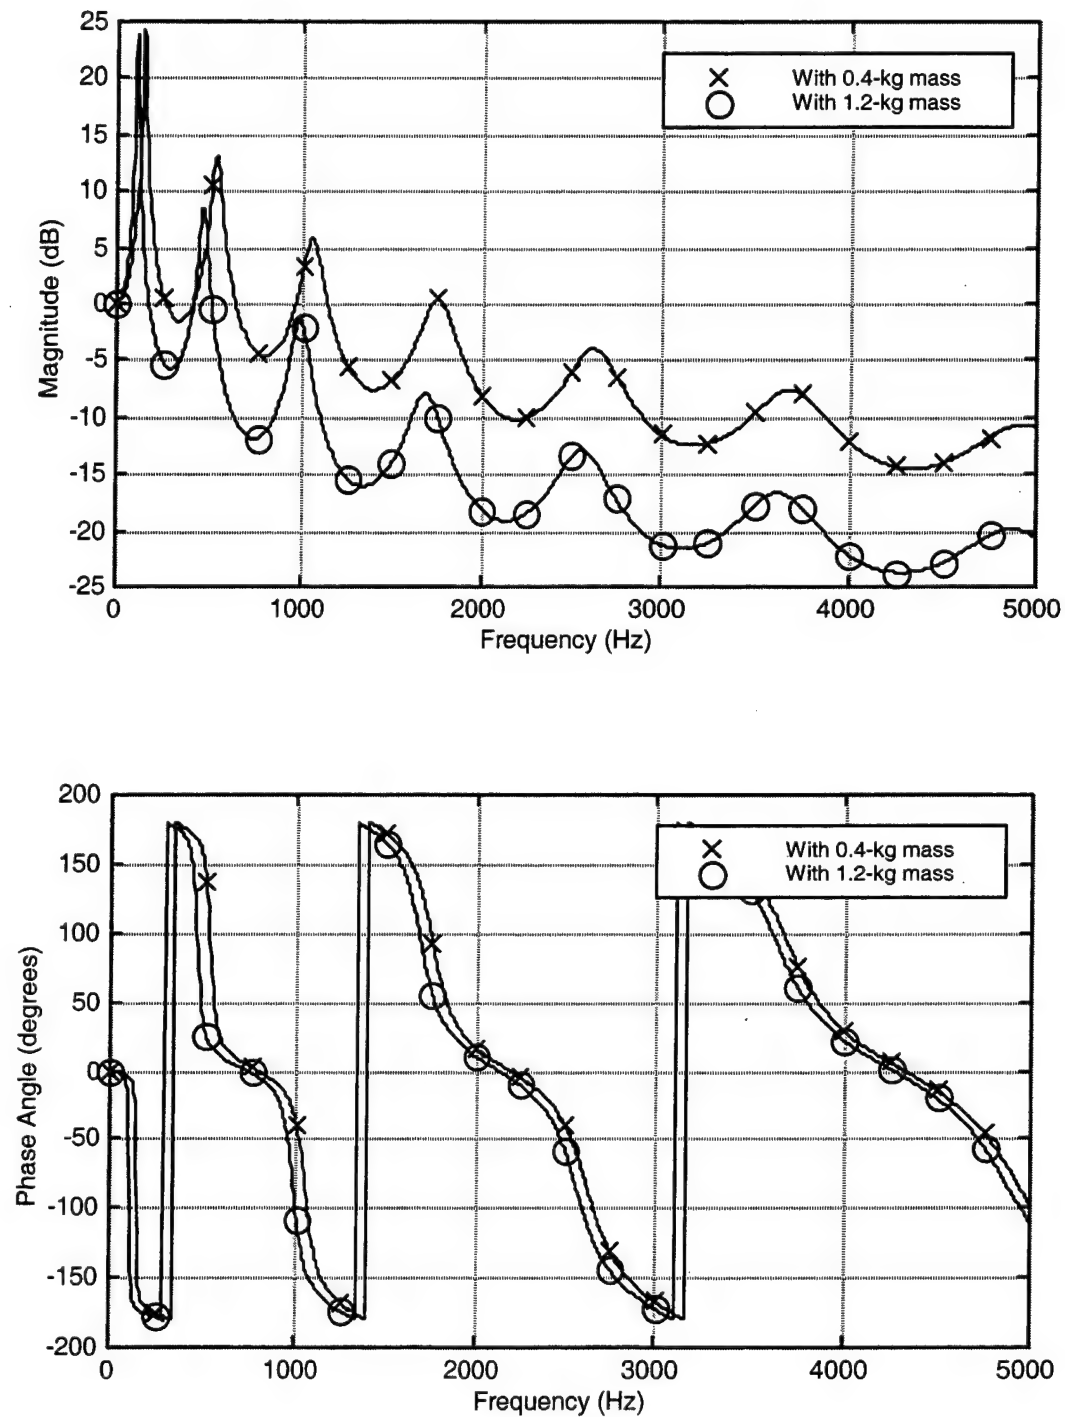 25
20
15
10
5
0
-5
-10
-15
-20
-25
Magnitude (dB)
With 0.4-kg mass
With 1.2-kg mass
0 1000 2000 3000 4000 5000
Frequency (Hz)
200
150
100
50
0
-50
-100
-150
-200
Phase Angle (degrees)
With 0.4-kg mass
With 1.2-kg mass
0 1000 2000 3000 4000 5000
Frequency (Hz)